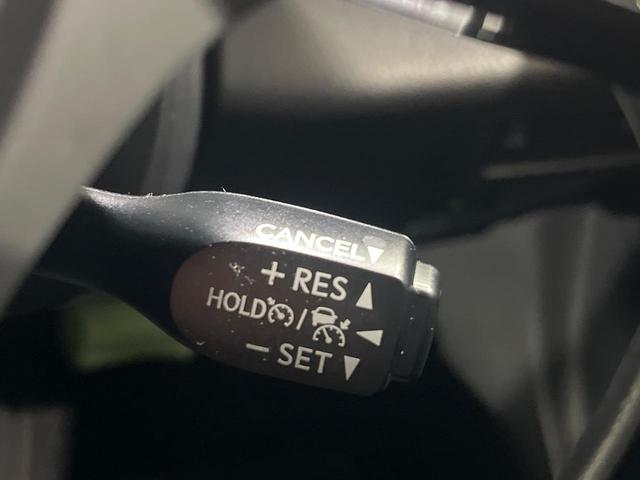 CANCEL▼
+ RES ▲
HOLD / ◀
− SET ▼